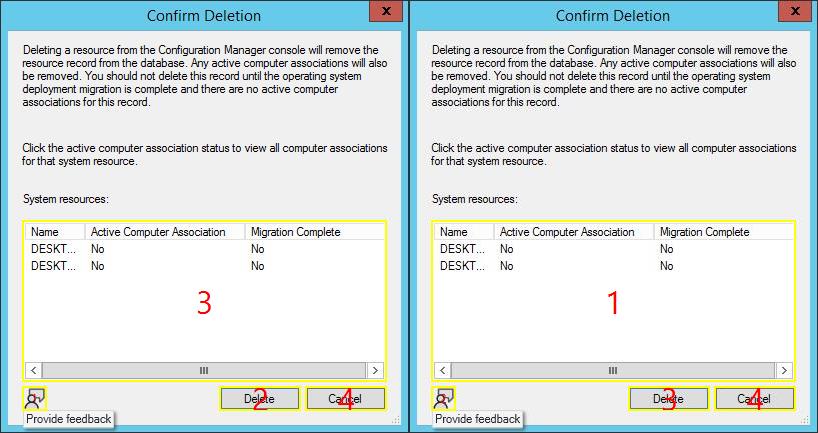 Confirm Deletion
x
Deleting a resource from the Configuration Manager console will remove the
resource record from the database. Any active computer associations will also
be removed. You should not delete this record until the operating system
deployment migration is complete and there are no active computer
associations for this record.
Click the active computer association status to view all computer associations
for that system resource.
System resources:
Name Active Computer Association Migration Complete
DESKT... No No
DESKT... No No
3
Delete 2
Cancel 4
Provide feedback
Confirm Deletion
x
Deleting a resource from the Configuration Manager console will remove the
resource record from the database. Any active computer associations will also
be removed. You should not delete this record until the operating system
deployment migration is complete and there are no active computer
associations for this record.
Click the active computer association status to view all computer associations
for that system resource.
System resources:
Name Active Computer Association Migration Complete
DESKT... No No
DESKT... No No
1
Delete 3
Cancel 4
Provide feedback